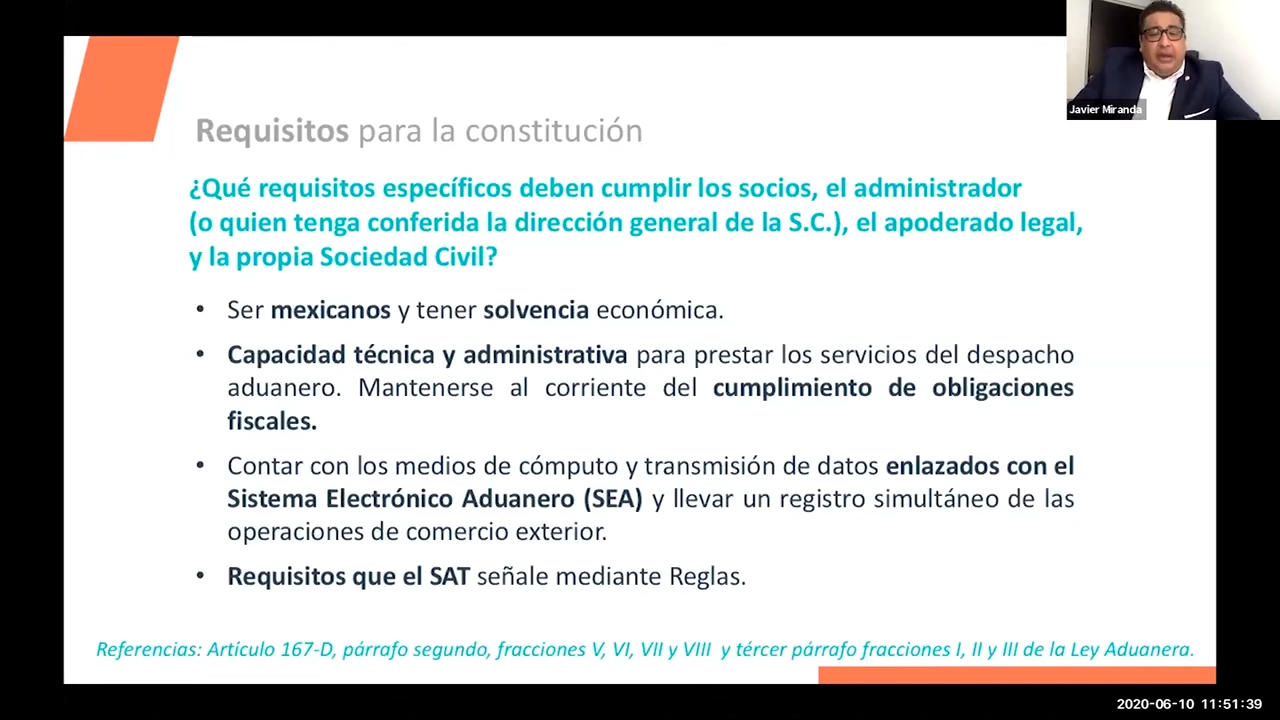 Javier Miranda
Requisitos para la constitución
¿Qué requisitos específicos deben cumplir los socios, el administrador
(o quien tenga conferida la dirección general de la S.C.), el apoderado legal,
y la propia Sociedad Civil?
• Ser mexicanos y tener solvencia económica.
• Capacidad técnica y administrativa para prestar los servicios del despacho
aduanero. Mantenerse al corriente del cumplimiento de obligaciones
fiscales.
• Contar con los medios de cómputo y transmisión de datos enlazados con el
Sistema Electrónico Aduanero (SEA) y llevar un registro simultáneo de las
operaciones de comercio exterior.
• Requisitos que el SAT señale mediante Reglas.
Referencias: Artículo 167-D, párrafo segundo, fracciones V, VI, VII y VIII y tércer párrafo fracciones I, II y III de la Ley Aduanera.
2020-06-10 11:51:39